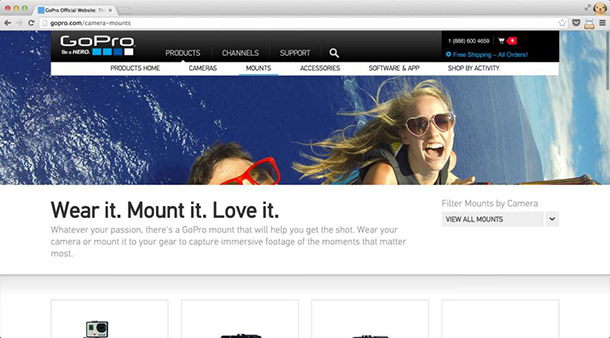 GoPro Official Website: Th
gopro.com/camera-mounts
GoPro
Be a HERO.
PRODUCTS
CHANNELS
SUPPORT
1 (888) 600 4659
0
Free Shipping – All Orders!
PRODUCTS HOME
CAMERAS
MOUNTS
ACCESSORIES
SOFTWARE & APP
SHOP BY ACTIVITY
Wear it. Mount it. Love it.
Whatever your passion, there's a GoPro mount that will help you get the shot. Wear your
camera or mount it to your gear to capture immersive footage of the moments that matter
most.
Filter Mounts by Camera
VIEW ALL MOUNTS